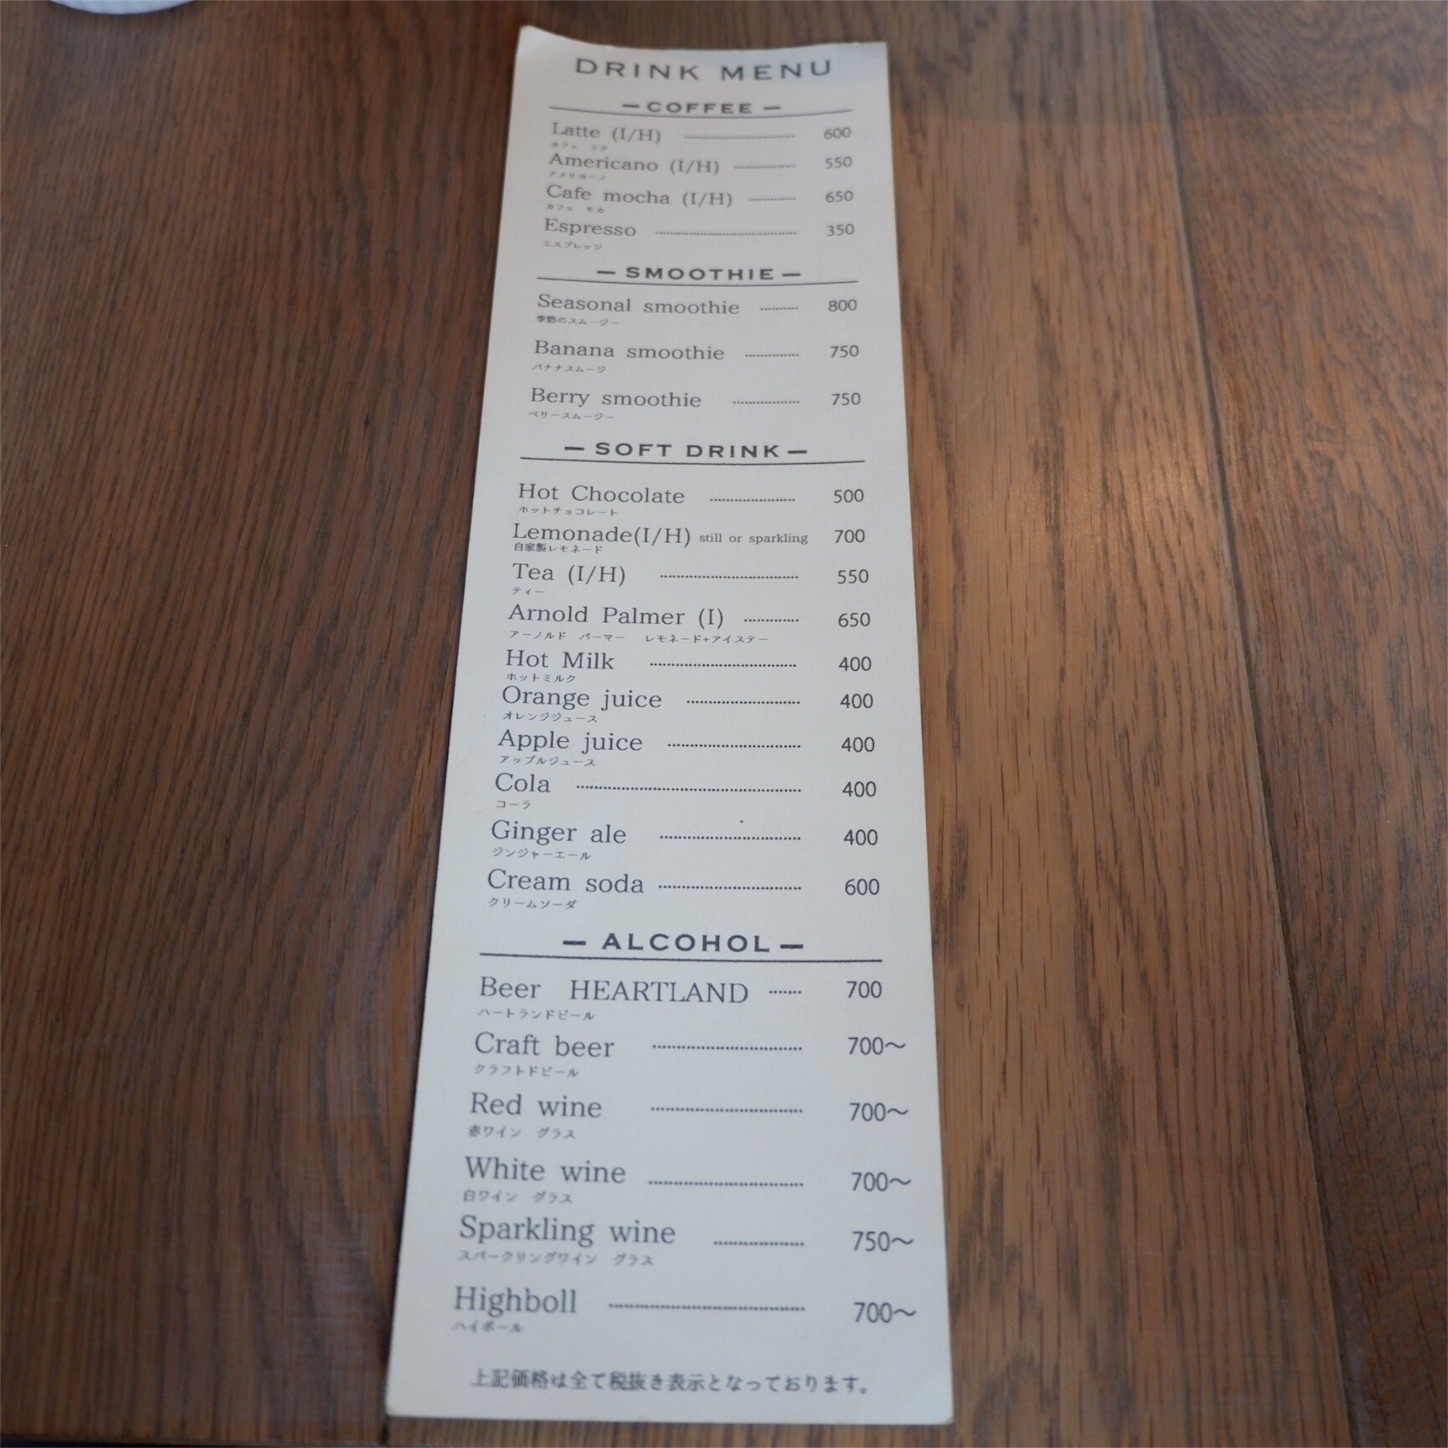 DRINK MENU
— COFFEE —
Latte (I/H) 600
カフェ ラテ
Americano (I/H) 550
アメリカーノ
Cafe mocha (I/H) 650
カフェ モカ
Espresso 350
エスプレッソ
— SMOOTHIE —
Seasonal smoothie 800
季節のスムージー
Banana smoothie 750
バナナスムージ
Berry smoothie 750
ベリースムージー
— SOFT DRINK —
Hot Chocolate 500
ホットチョコレート
Lemonade(I/H) still or sparkling 700
自家製レモネード
Tea (I/H) 550
ティー
Arnold Palmer (I) 650
アーノルド パーマー レモネード+アイスティー
Hot Milk 400
ホットミルク
Orange juice 400
オレンジジュース
Apple juice 400
アップルジュース
Cola 400
コーラ
Ginger ale 400
ジンジャーエール
Cream soda 600
クリームソーダ
— ALCOHOL —
Beer HEARTLAND 700
ハートランドビール
Craft beer 700〜
クラフトドビール
Red wine 700〜
赤ワイン グラス
White wine 700〜
白ワイン グラス
Sparkling wine 750〜
スパークリングワイン グラス
Highboll 700〜
ハイボール
上記価格は全て税抜き表示となっております。